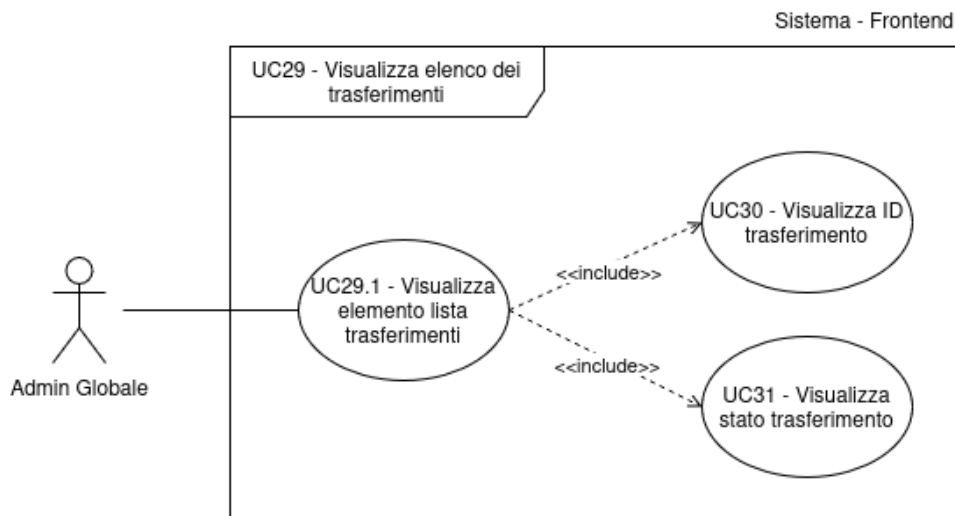 Sistema - Frontend
UC29 - Visualizza elenco dei
trasferimenti
UC30 - Visualizza ID
trasferimento
<<include>>
UC29.1 - Visualizza
elemento lista
trasferimenti
<<include>>
UC31 - Visualizza
stato trasferimento
Admin Globale